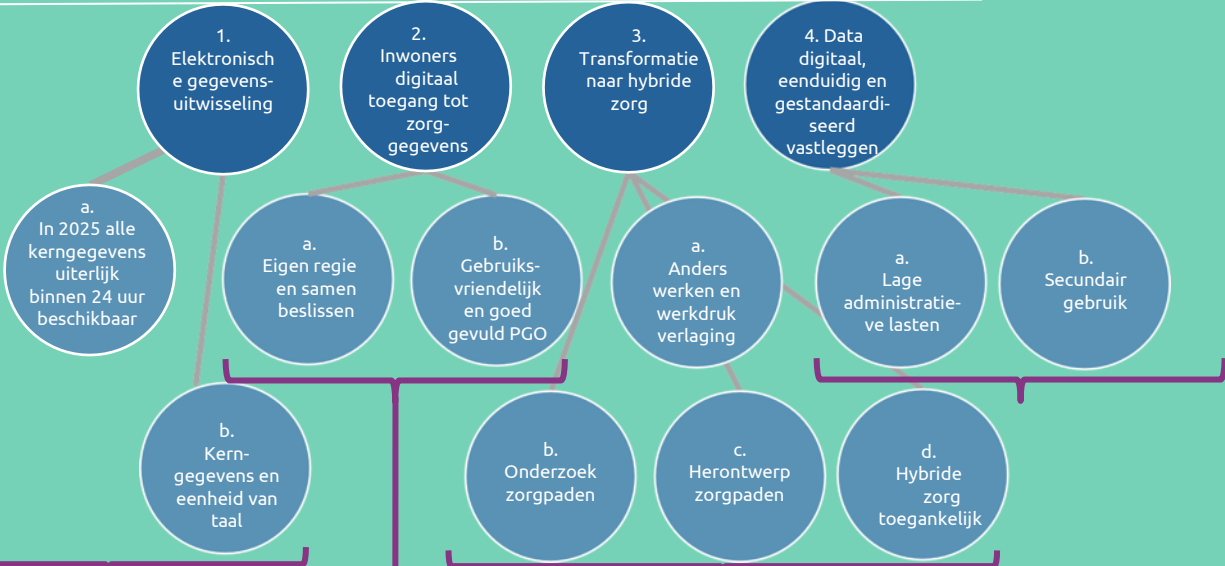 1.
Elektronisch
e gegevens-
uitwisseling
2.
Inwoners
digitaal
toegang tot
zorg-
gegevens
3.
Transformatie
naar hybride
zorg
4. Data
digitaal,
eenduidig en
gestandaardi-
seerd
vastleggen
a.
In 2025 alle
kerngegevens
uiterlijk
binnen 24 uur
beschikbaar
a.
Eigen regie
en samen
beslissen
b.
Gebruiks-
vriendelijk
en goed
gevuld PGO
a.
Anders
werken en
werkdruk
verlaging
a.
Lage
administratie-
ve lasten
b.
Secundair
gebruik
b.
Kern-
gegevens en
eenheid van
taal
b.
Onderzoek
zorgpaden
c.
Herontwerp
zorgpaden
d.
Hybride
zorg
toegankelijk